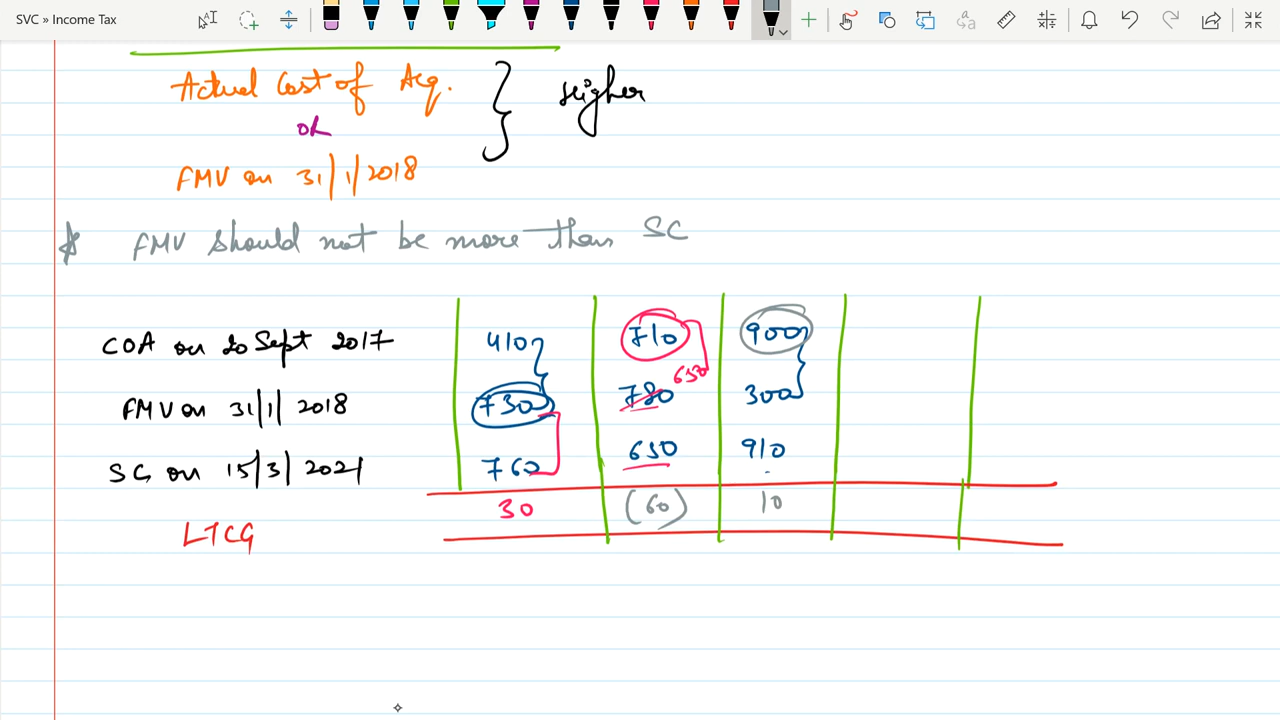 SVC » Income Tax
Actual Cost of Acq.
or
FMV on 31/1/2018
Higher
* FMV should not be more than SC
COA on 20 Sept 2017 410 710 900
FMV on 31/1/2018 730 780 650 300
SC on 15/3/2021 760 650 910
LTCG 30 (60) 10